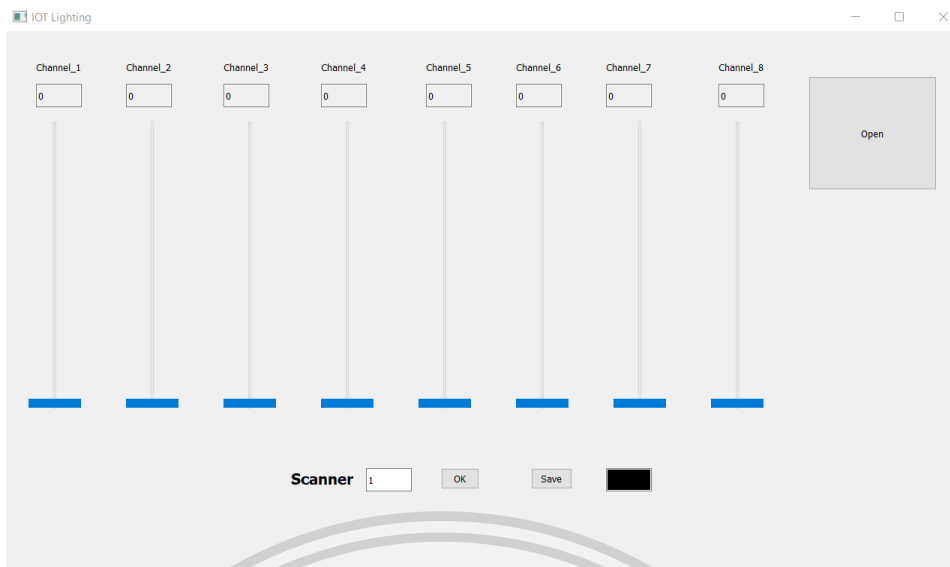 IOT Lighting
Channel_1 Channel_2 Channel_3 Channel_4 Channel_5 Channel_6 Channel_7 Channel_8
0 0 0 0 0 0 0 0
Open
Scanner 1 OK Save